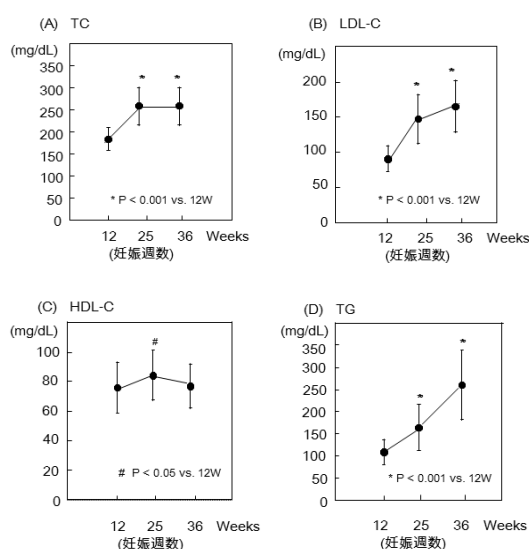 (A) TC
(mg/dL)
350
300
250
200
150
100
50
0
* *
* P < 0.001 vs. 12W
12 25 36 Weeks
(妊娠週数)
(B) LDL-C
(mg/dL)
200
150
100
50
0
* *
* P < 0.001 vs. 12W
12 25 36 Weeks
(妊娠週数)
(C) HDL-C
(mg/dL)
100
80
60
40
20
0
#
# P < 0.05 vs. 12W
12 25 36 Weeks
(妊娠週数)
(D) TG
(mg/dL)
350
300
250
200
150
100
50
0
* *
* P < 0.001 vs. 12W
12 25 36 Weeks
(妊娠週数)